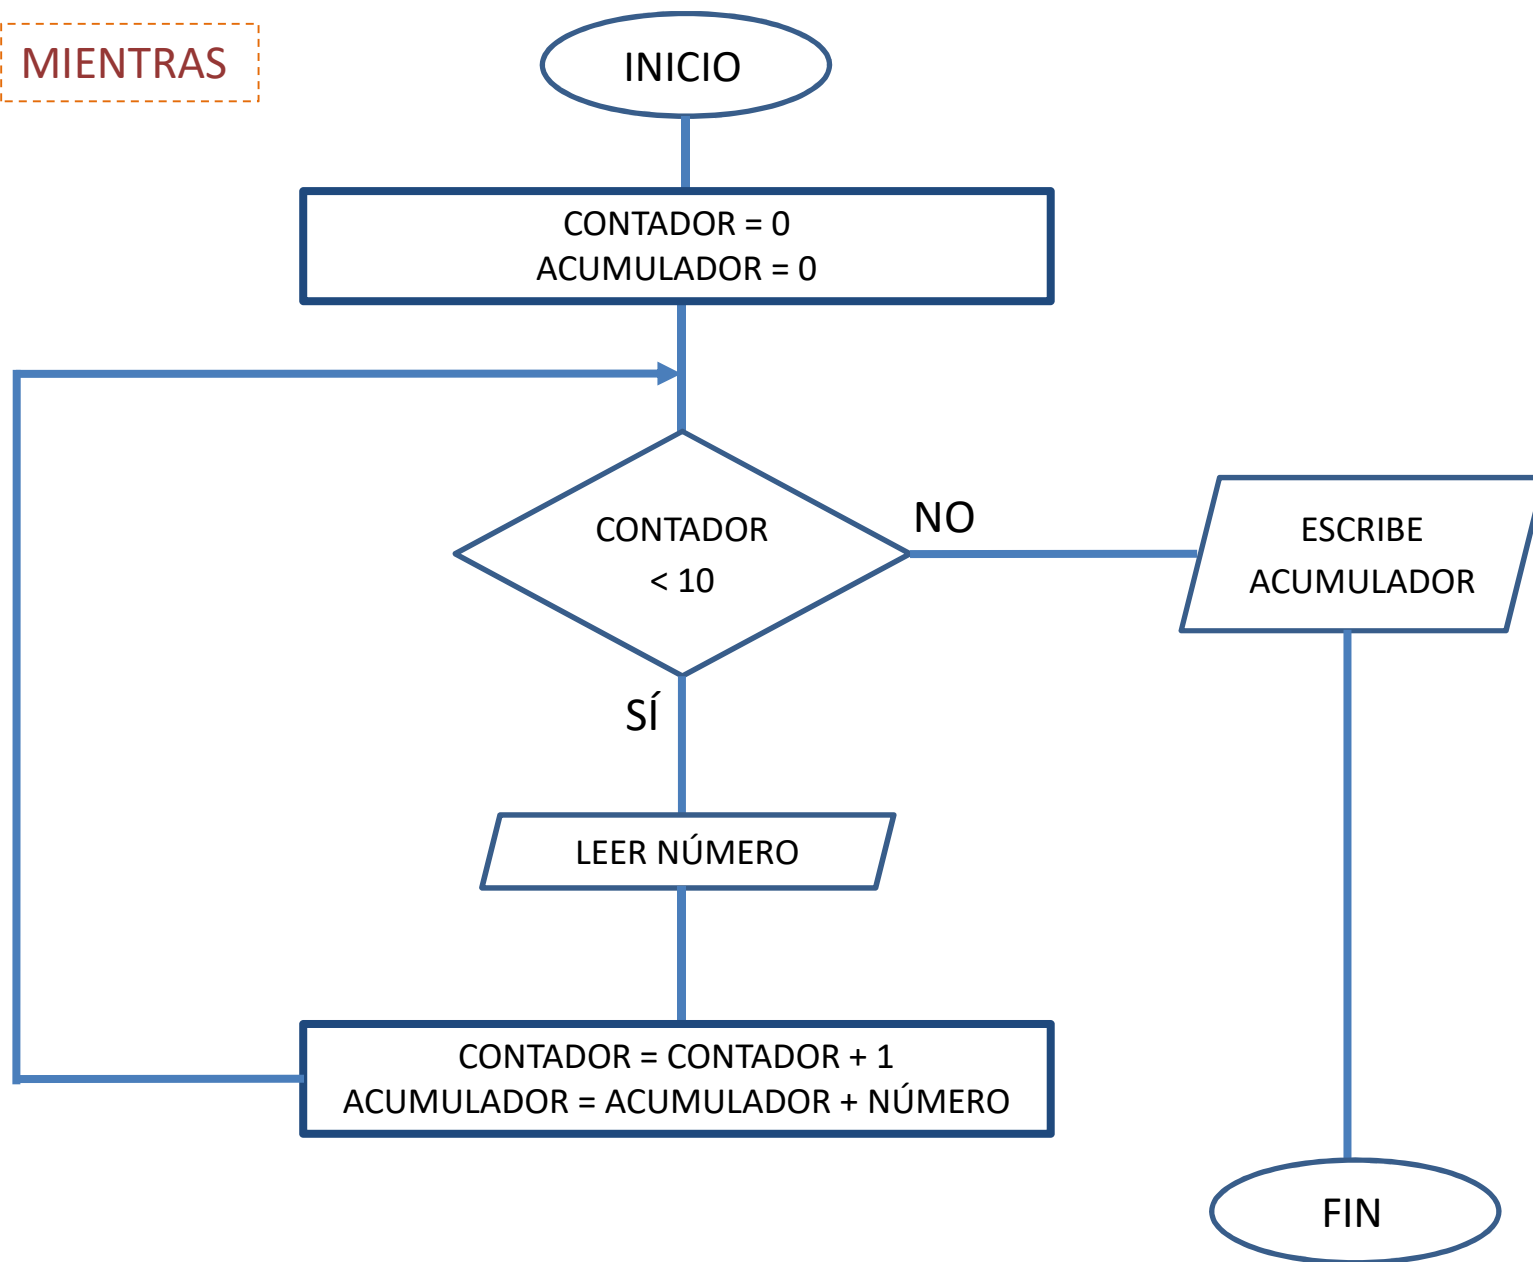 MIENTRAS
INICIO
CONTADOR = 0
ACUMULADOR = 0
CONTADOR
< 10
NO
ESCRIBE
ACUMULADOR
SÍ
LEER NÚMERO
CONTADOR = CONTADOR + 1
ACUMULADOR = ACUMULADOR + NÚMERO
FIN